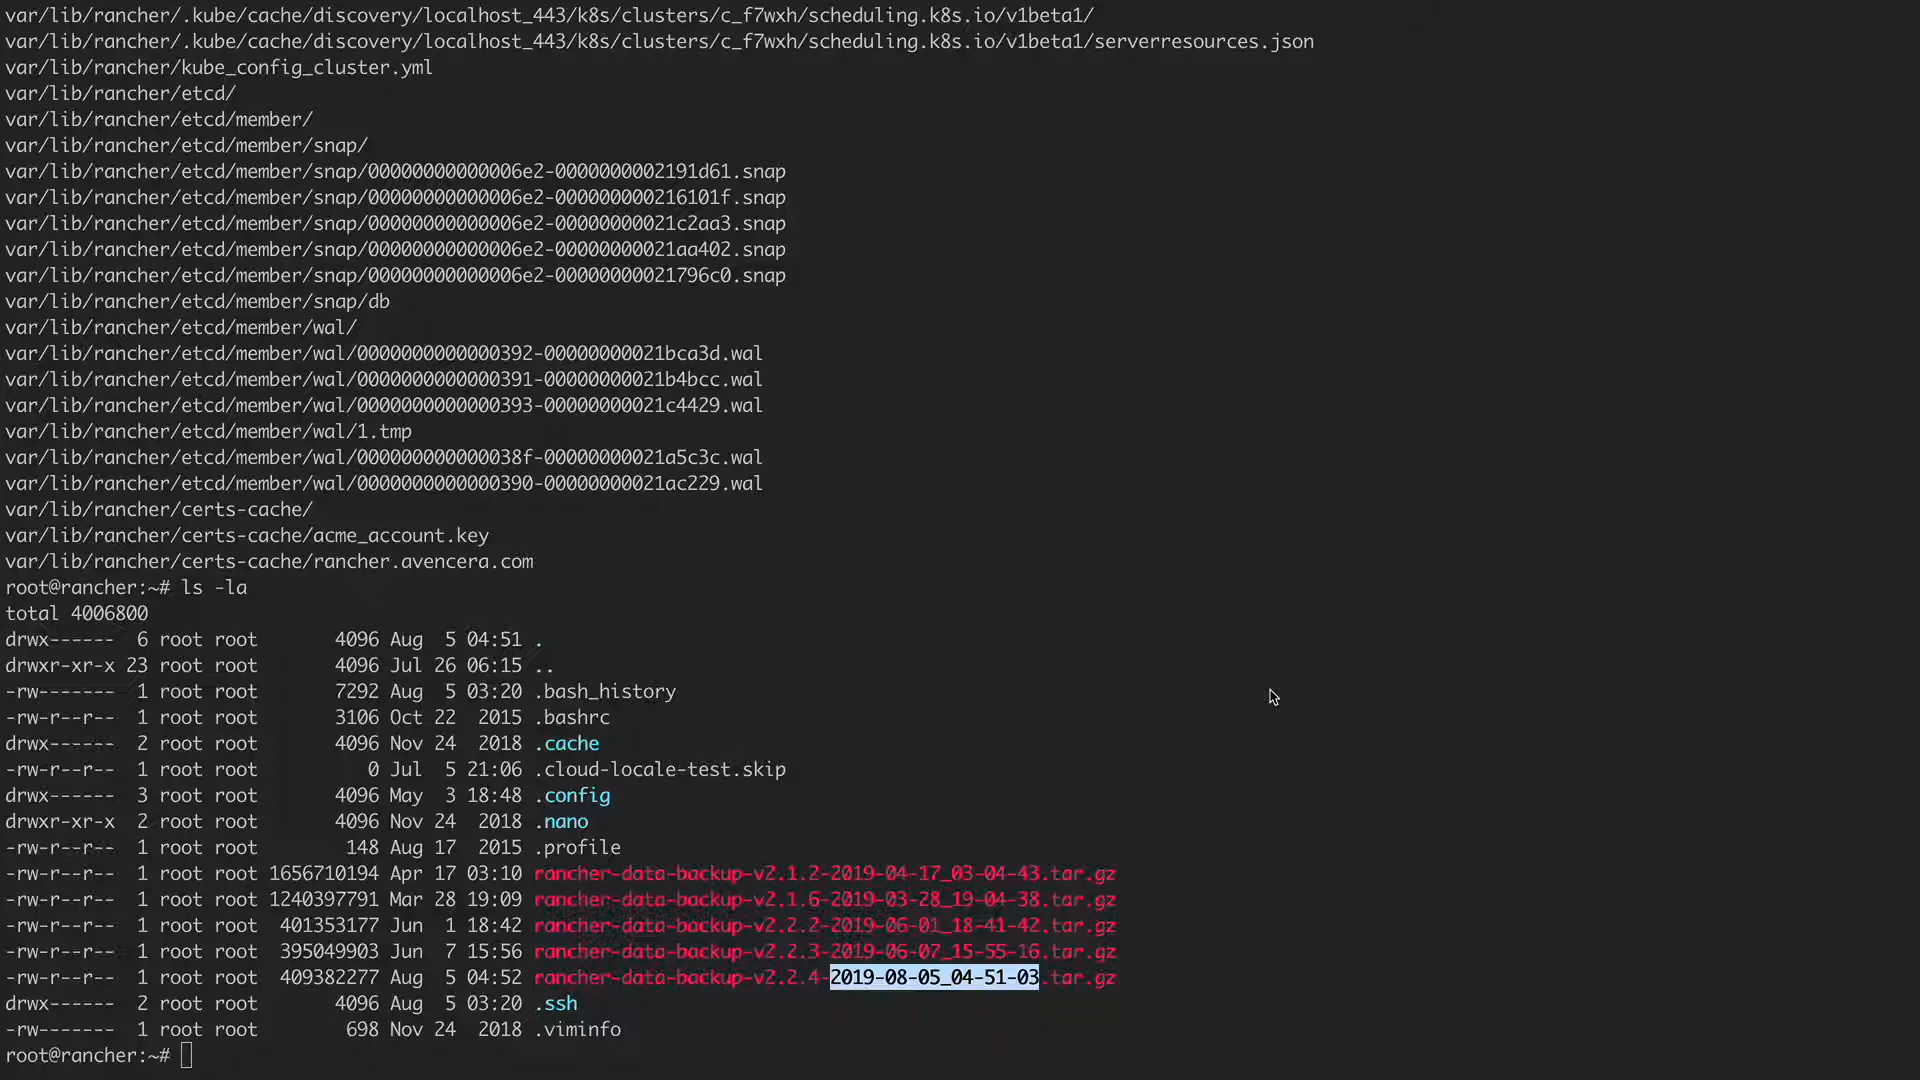 var/lib/rancher/.kube/cache/discovery/localhost_443/k8s/clusters/c_f7wxh/scheduling.k8s.io/v1beta1/
var/lib/rancher/.kube/cache/discovery/localhost_443/k8s/clusters/c_f7wxh/scheduling.k8s.io/v1beta1/serverresources.json
var/lib/rancher/kube_config_cluster.yml
var/lib/rancher/etcd/
var/lib/rancher/etcd/member/
var/lib/rancher/etcd/member/snap/
var/lib/rancher/etcd/member/snap/00000000000006e2-0000000002191d61.snap
var/lib/rancher/etcd/member/snap/00000000000006e2-000000000216101f.snap
var/lib/rancher/etcd/member/snap/00000000000006e2-00000000021c2aa3.snap
var/lib/rancher/etcd/member/snap/00000000000006e2-00000000021aa402.snap
var/lib/rancher/etcd/member/snap/00000000000006e2-00000000021796c0.snap
var/lib/rancher/etcd/member/snap/db
var/lib/rancher/etcd/member/wal/
var/lib/rancher/etcd/member/wal/0000000000000392-00000000021bca3d.wal
var/lib/rancher/etcd/member/wal/0000000000000391-00000000021b4bcc.wal
var/lib/rancher/etcd/member/wal/0000000000000393-00000000021c4429.wal
var/lib/rancher/etcd/member/wal/1.tmp
var/lib/rancher/etcd/member/wal/000000000000038f-00000000021a5c3c.wal
var/lib/rancher/etcd/member/wal/0000000000000390-00000000021ac229.wal
var/lib/rancher/certs-cache/
var/lib/rancher/certs-cache/acme_account.key
var/lib/rancher/certs-cache/rancher.avencera.com
root@rancher:~# ls -la
total 4006800
drwx------  6 root root       4096 Aug  5 04:51 .
drwxr-xr-x 23 root root       4096 Jul 26 06:15 ..
-rw-------  1 root root       7292 Aug  5 03:20 .bash_history
-rw-r--r--  1 root root       3106 Oct 22  2015 .bashrc
drwx------  2 root root       4096 Nov 24  2018 .cache
-rw-r--r--  1 root root          0 Jul  5 21:06 .cloud-locale-test.skip
drwx------  3 root root       4096 May  3 18:48 .config
drwxr-xr-x  2 root root       4096 Nov 24  2018 .nano
-rw-r--r--  1 root root        148 Aug 17  2015 .profile
-rw-r--r--  1 root root 1656710194 Apr 17 03:10 rancher-data-backup-v2.1.2-2019-04-17_03-04-43.tar.gz
-rw-r--r--  1 root root 1240397791 Mar 28 19:09 rancher-data-backup-v2.1.6-2019-03-28_19-04-38.tar.gz
-rw-r--r--  1 root root  401353177 Jun  1 18:42 rancher-data-backup-v2.2.2-2019-06-01_18-41-42.tar.gz
-rw-r--r--  1 root root  395049903 Jun  7 15:56 rancher-data-backup-v2.2.3-2019-06-07_15-55-16.tar.gz
-rw-r--r--  1 root root  409382277 Aug  5 04:52 rancher-data-backup-v2.2.4-2019-08-05_04-51-03.tar.gz
drwx------  2 root root       4096 Aug  5 03:20 .ssh
-rw-------  1 root root        698 Nov 24  2018 .viminfo
root@rancher:~#